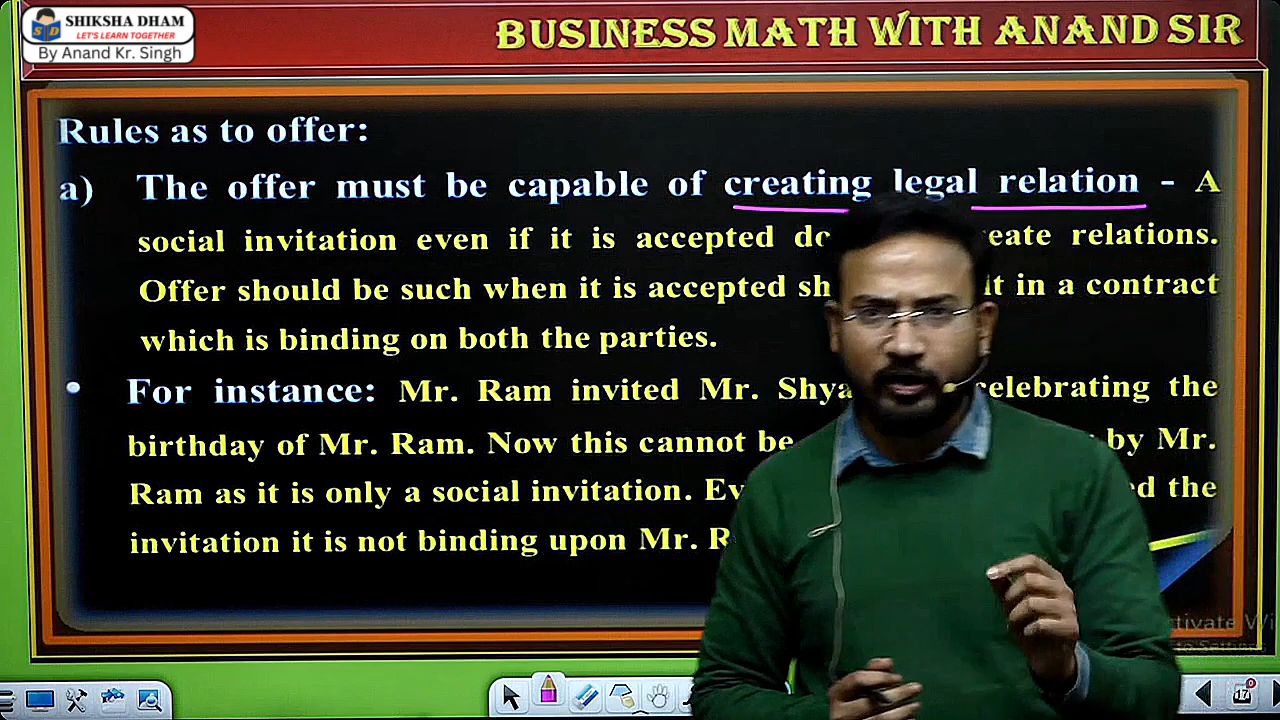 SHIKSHA DHAM
LET'S LEARN TOGETHER
S D
By Anand Kr. Singh
BUSINESS MATH WITH ANAND SIR
Rules as to offer:
a) The offer must be capable of creating legal relation - A
social invitation even if it is accepted eate relations.
Offer should be such when it is accepted in a contract
which is binding on both the parties.
• For instance: Mr. Ram invited Mr. celebrating the
birthday of Mr. Ram. Now this cannot be by Mr.
Ram as it is only a social invitation. the
invitation it is not binding upon Mr.
17